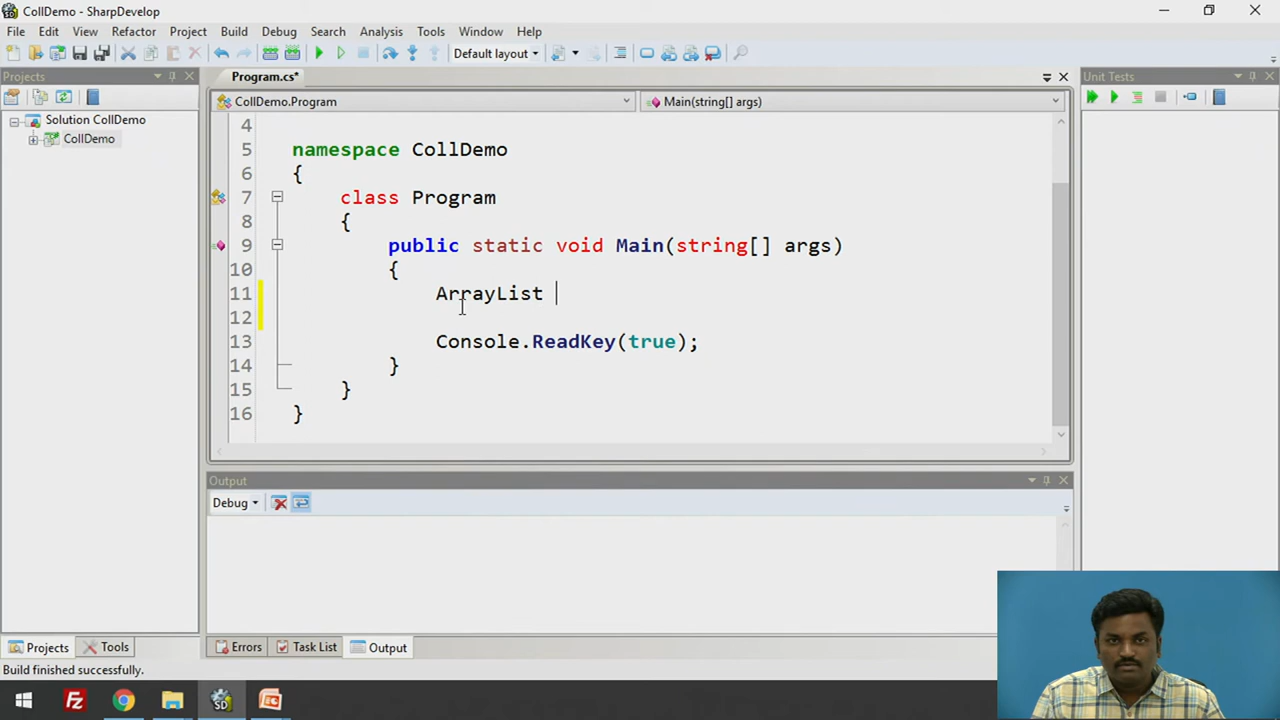 CollDemo - SharpDevelop
File Edit View Refactor Project Build Debug Search Analysis Tools Window Help
Default layout
Projects
Program.cs*
Unit Tests
CollDemo.Program
Main(string[] args)
Solution CollDemo
CollDemo
4
5 namespace CollDemo
6 {
7 class Program
8 {
9 public static void Main(string[] args)
10 {
11 ArrayList
12
13 Console.ReadKey(true);
14 }
15 }
16 }
Output
Debug
Projects Tools
Errors Task List Output
Build finished successfully.
Fz
SD